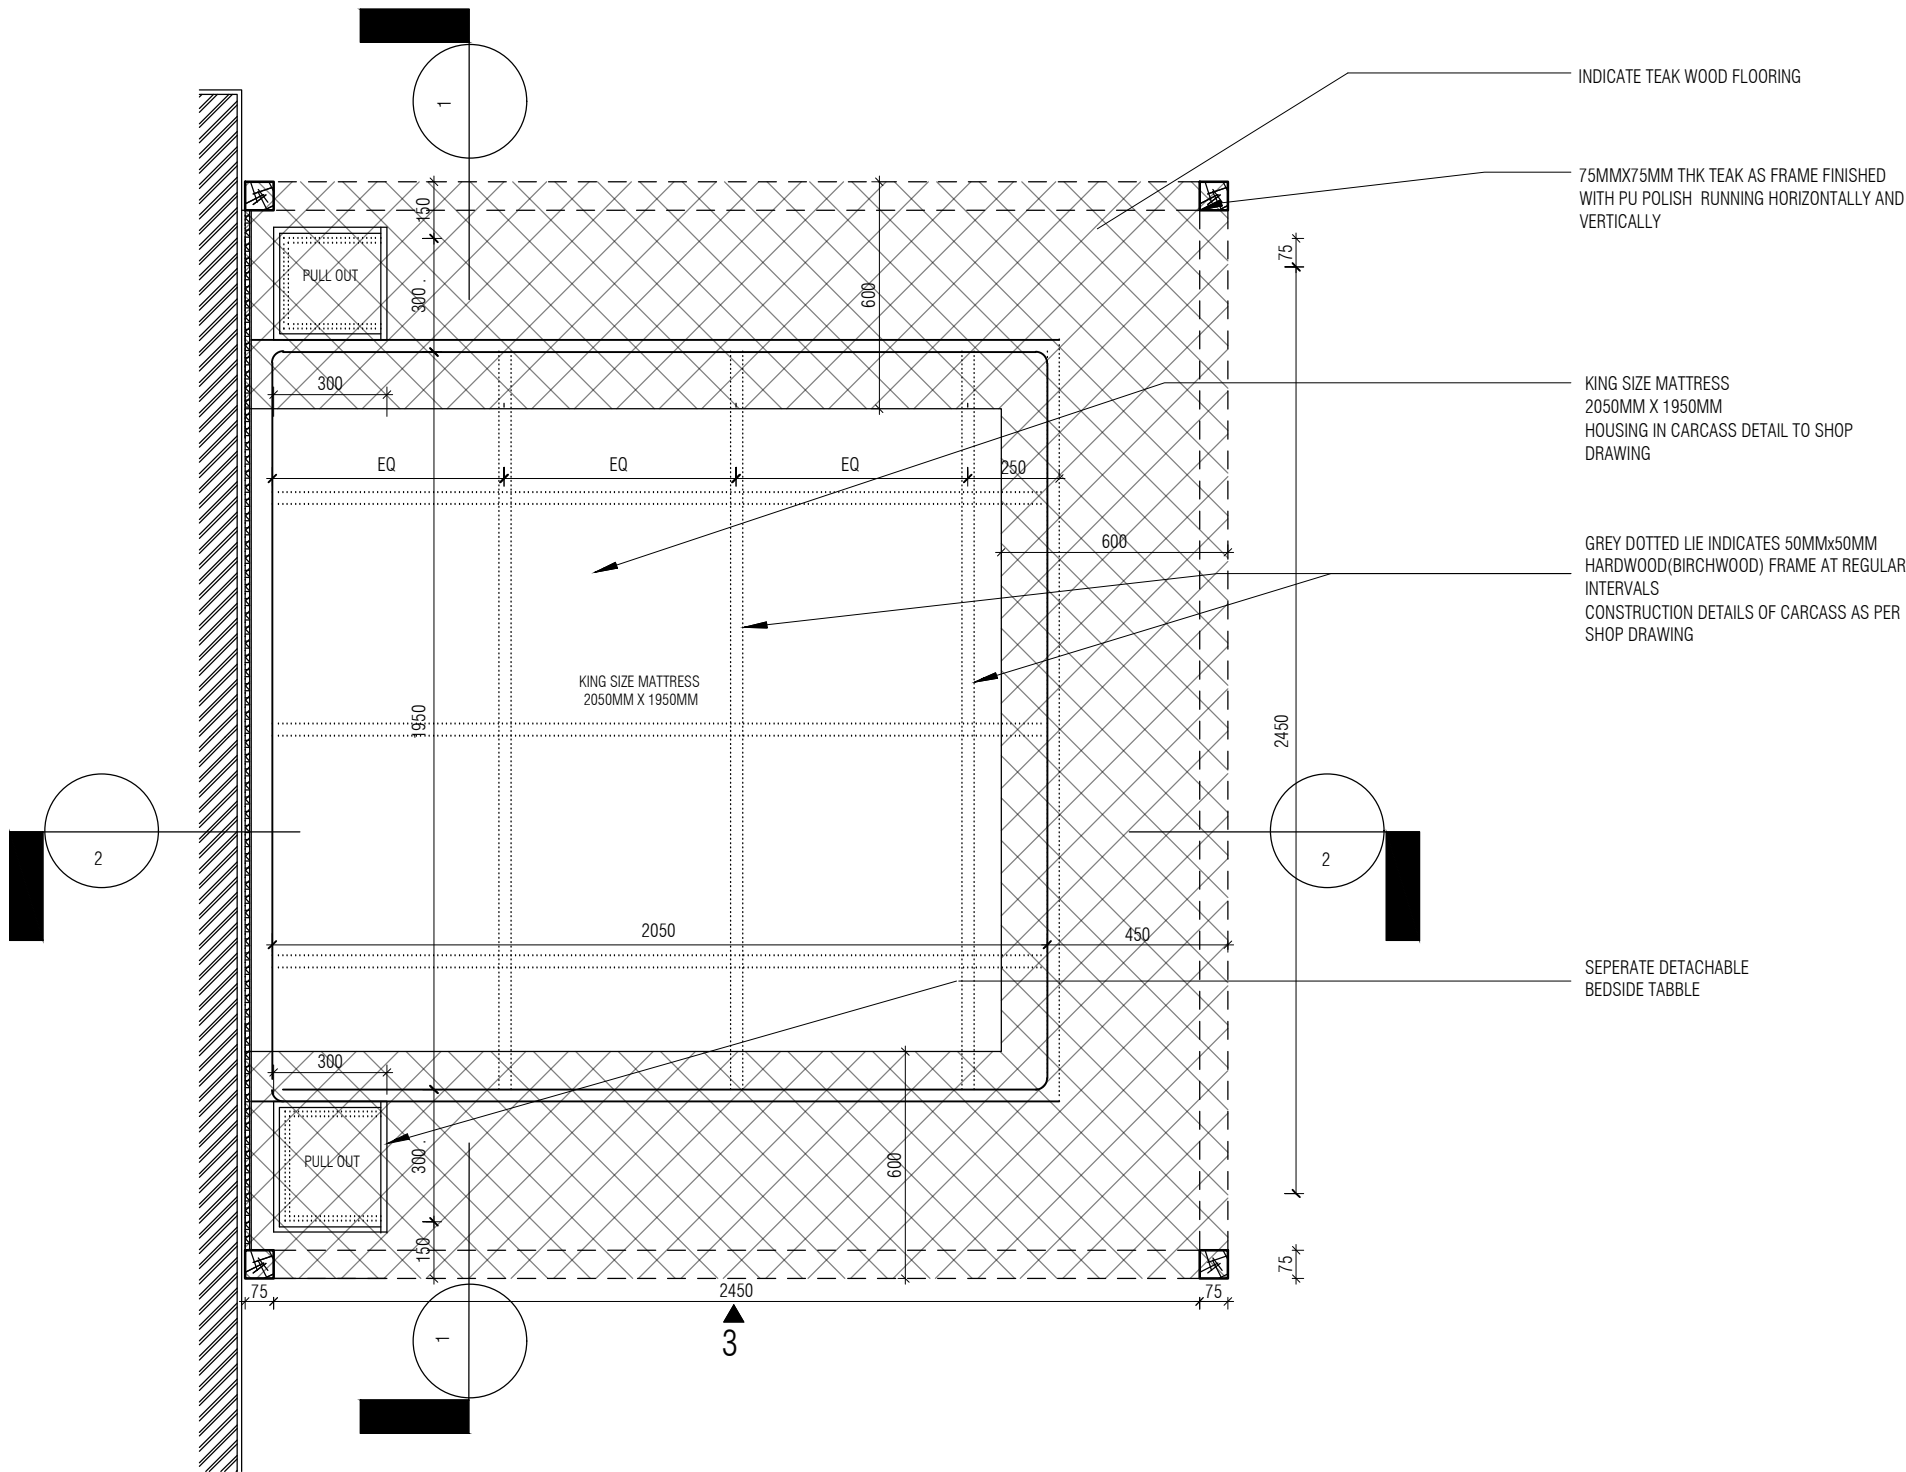 1
INDICATE TEAK WOOD FLOORING
75MMX75MM THK TEAK AS FRAME FINISHED
WITH PU POLISH RUNNING HORIZONTALLY AND
VERTICALLY
150
75
PULL OUT
300 .
600
300
KING SIZE MATTRESS
2050MM X 1950MM
HOUSING IN CARCASS DETAIL TO SHOP
DRAWING
EQ
EQ
EQ
250
600
GREY DOTTED LIE INDICATES 50MMx50MM
HARDWOOD(BIRCHWOOD) FRAME AT REGULAR
INTERVALS
CONSTRUCTION DETAILS OF CARCASS AS PER
SHOP DRAWING
KING SIZE MATTRESS
2050MM X 1950MM
1950
2450
2
2
2050
450
SEPERATE DETACHABLE
BEDSIDE TABBLE
300
PULL OUT
300 .
600
150
75
75
2450
75
3
1